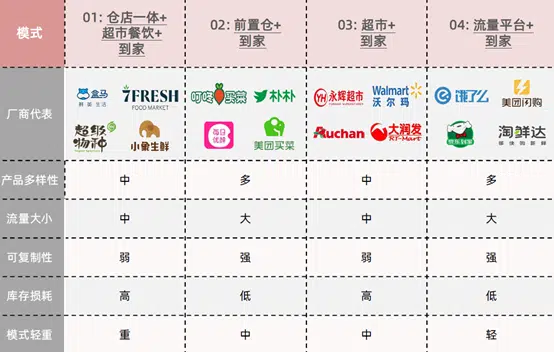 模式
01: 仓店一体+
超市餐饮+
到家
02: 前置仓+
到家
03: 超市+
到家
04: 流量平台+
到家
厂商代表
盒马
鲜·美·生活
7FRESH
FOOD MARKET
超级物种
小象生鲜
叮咚买菜
朴朴
每日优鲜
美团买菜
YH 永辉超市
Walmart
沃尔玛
Auchan
大润发
RT-Mart
饿了么
美团闪购
京东到家
淘鲜达
产品多样性 中 多 中 多
流量大小 中 大 中 大
可复制性 弱 强 弱 强
库存损耗 高 低 高 低
模式轻重 重 中 中 轻